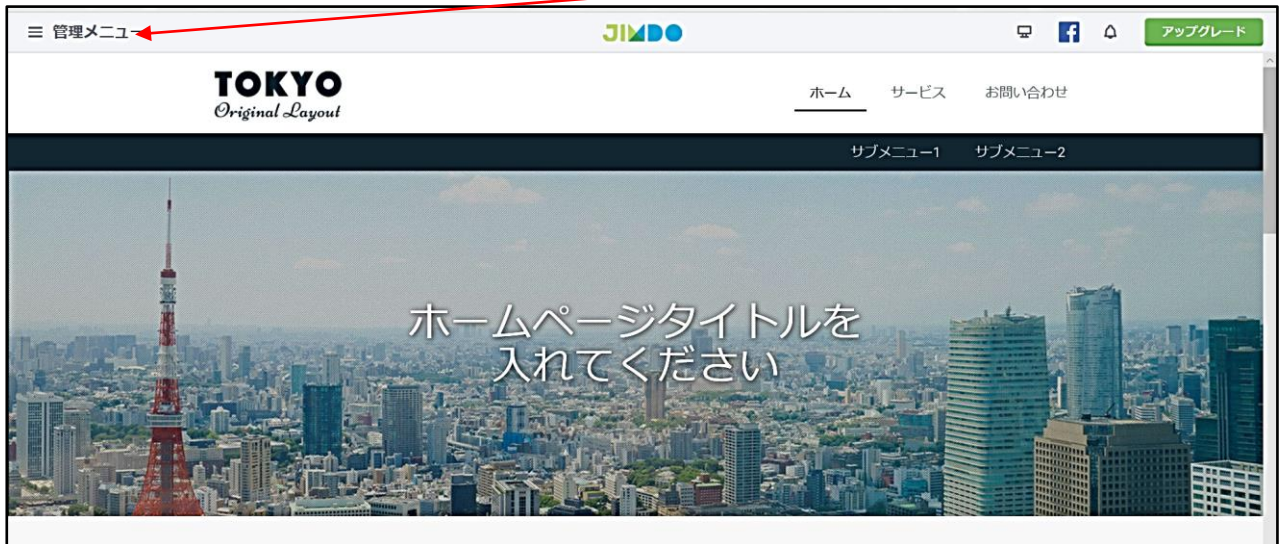 管理メニュー
JIMDO
アップグレード
TOKYO
Original Layout
ホーム サービス お問い合わせ
サブメニュー1 サブメニュー2
ホームページタイトルを
入れてください